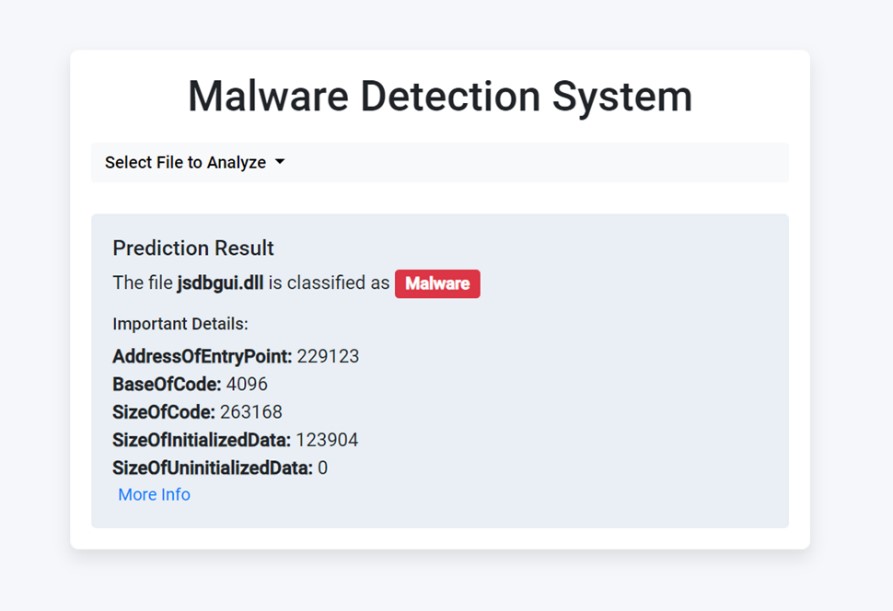 Malware Detection System
Select File to Analyze
Prediction Result
The file jsdbgui.dll is classified as Malware
Important Details:
AddressOfEntryPoint: 229123
BaseOfCode: 4096
SizeOfCode: 263168
SizeOfInitializedData: 123904
SizeOfUninitializedData: 0
More Info